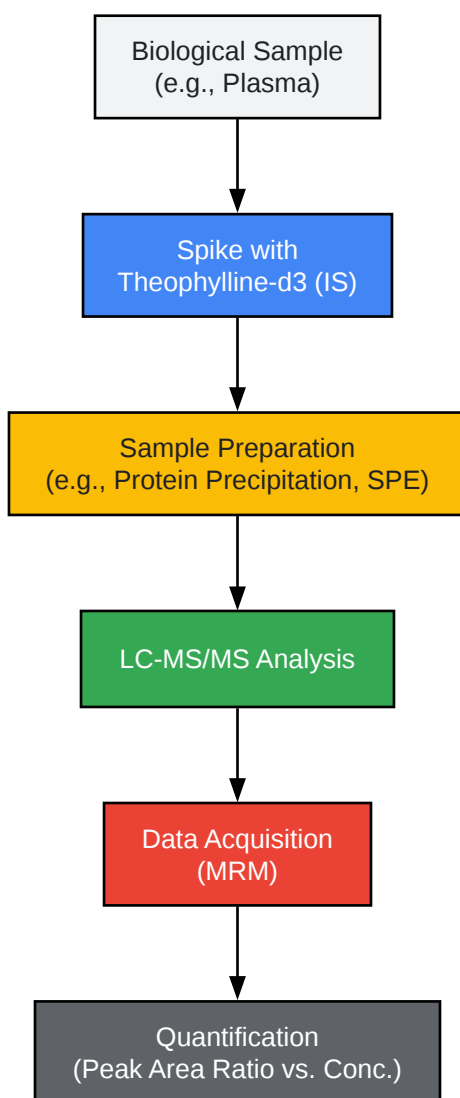 Biological Sample
(e.g., Plasma)
Spike with
Theophylline-d3 (IS)
Sample Preparation
(e.g., Protein Precipitation, SPE)
LC-MS/MS Analysis
Data Acquisition
(MRM)
Quantification
(Peak Area Ratio vs. Conc.)